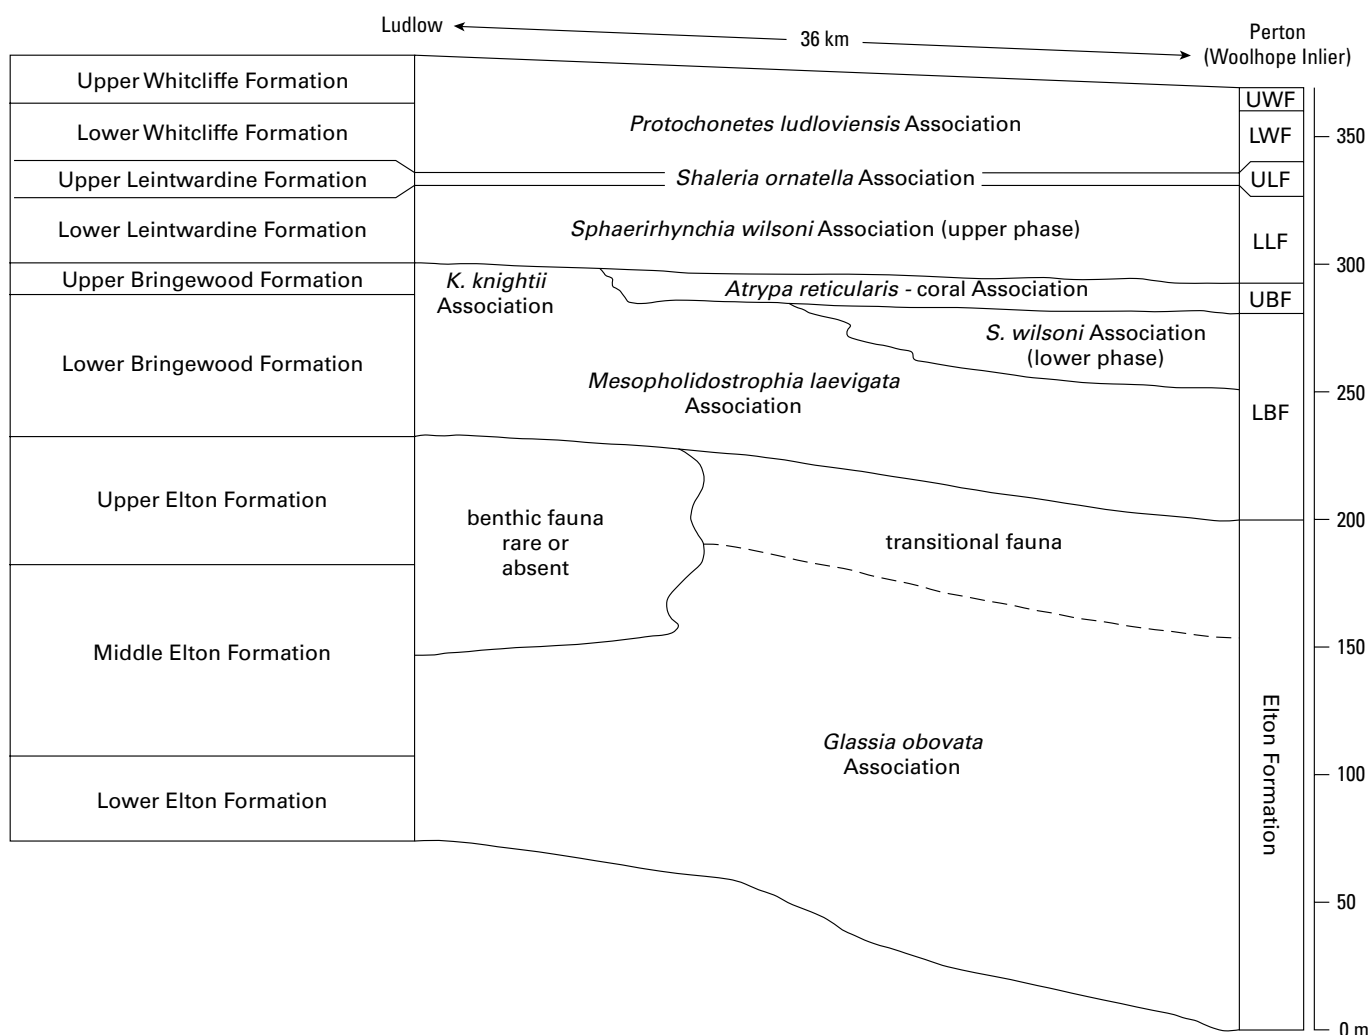 Ludlow
36 km
Perton
(Woolhope Inlier)
Upper Whitcliffe Formation
Lower Whitcliffe Formation
Upper Leintwardine Formation
Lower Leintwardine Formation
Upper Bringewood Formation
Lower Bringewood Formation
Upper Elton Formation
Middle Elton Formation
Lower Elton Formation
Protochonetes ludloviensis Association
Shaleria ornatella Association
Sphaerirhynchia wilsoni Association (upper phase)
K. knightii
Association
Atrypa reticularis - coral Association
S. wilsoni Association
(lower phase)
Mesopholidostrophia laevigata
Association
benthic fauna
rare or
absent
transitional fauna
Glassia obovata
Association
UWF
LWF
ULF
LLF
UBF
LBF
Elton Formation
350
300
250
200
150
100
50
0 m